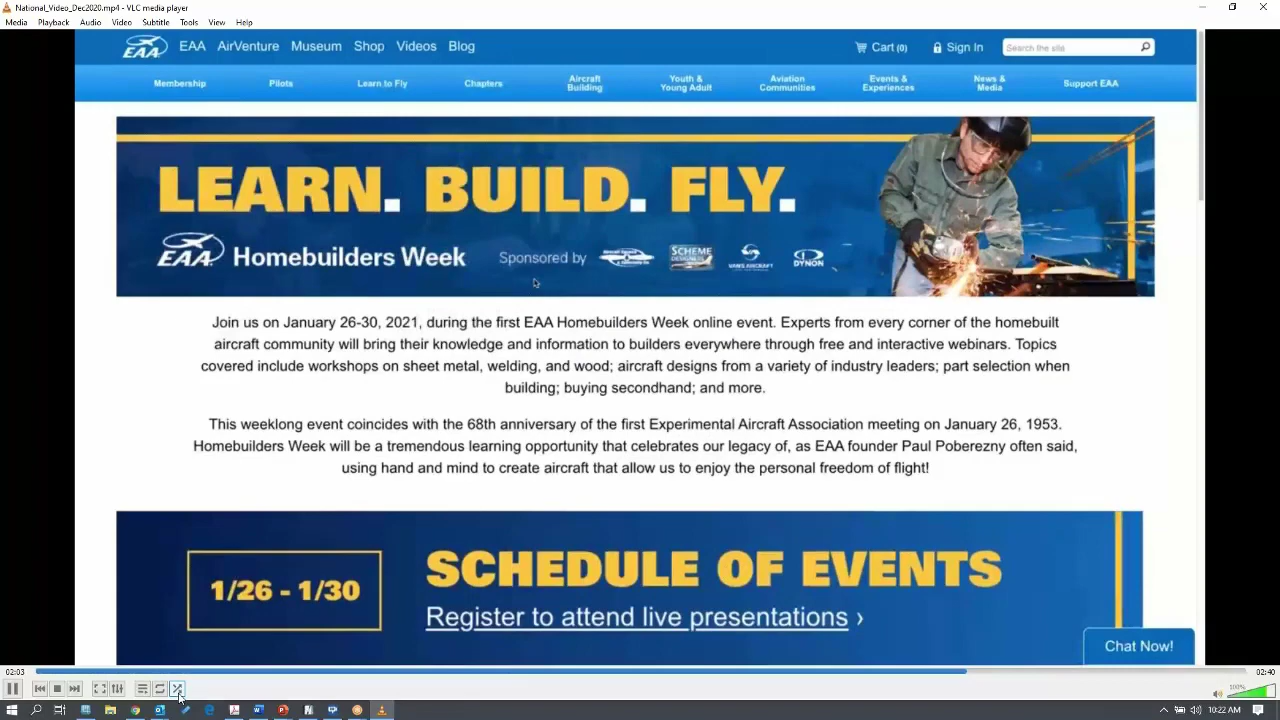 National_Video_Dec2020.mp4 - VLC media player
Media Playback Audio Video Subtitle Tools View Help
EAA EAA AirVenture Museum Shop Videos Blog Cart (0) Sign In Search the site
Membership Pilots Learn to Fly Chapters Aircraft Building Youth & Young Adult Aviation Communities Events & Experiences News & Media Support EAA
LEARN. BUILD. FLY.
EAA Homebuilders Week Sponsored by SCHEME DESIGNERS VAN'S AIRCRAFT DYNON
Join us on January 26-30, 2021, during the first EAA Homebuilders Week online event. Experts from every corner of the homebuilt
aircraft community will bring their knowledge and information to builders everywhere through free and interactive webinars. Topics
covered include workshops on sheet metal, welding, and wood; aircraft designs from a variety of industry leaders; part selection when
building; buying secondhand; and more.
This weeklong event coincides with the 68th anniversary of the first Experimental Aircraft Association meeting on January 26, 1953.
Homebuilders Week will be a tremendous learning opportunity that celebrates our legacy of, as EAA founder Paul Poberezny often said,
using hand and mind to create aircraft that allow us to enjoy the personal freedom of flight!
1/26 - 1/30
SCHEDULE OF EVENTS
Register to attend live presentations ›
Chat Now!
02:03 02:40
100%
10:22 AM